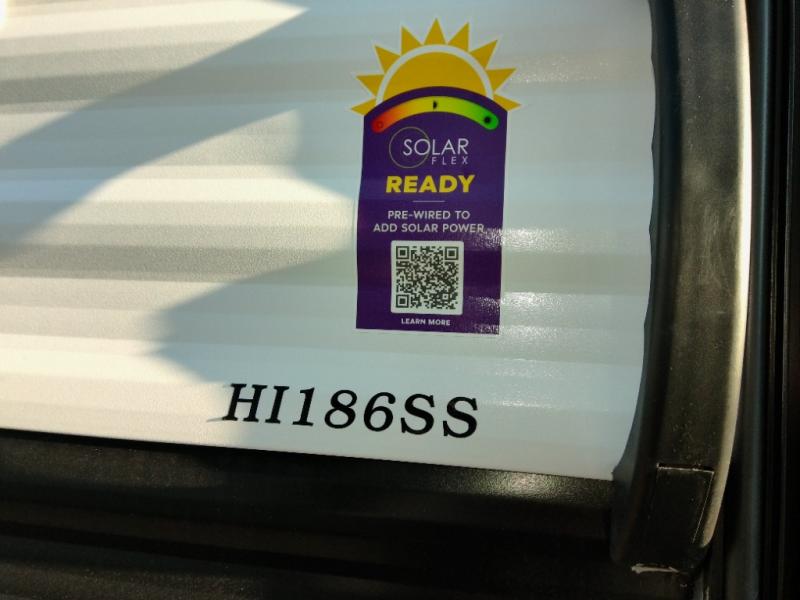 SOLAR
FLEX
READY
PRE-WIRED TO
ADD SOLAR POWER.
LEARN MORE
HI186SS